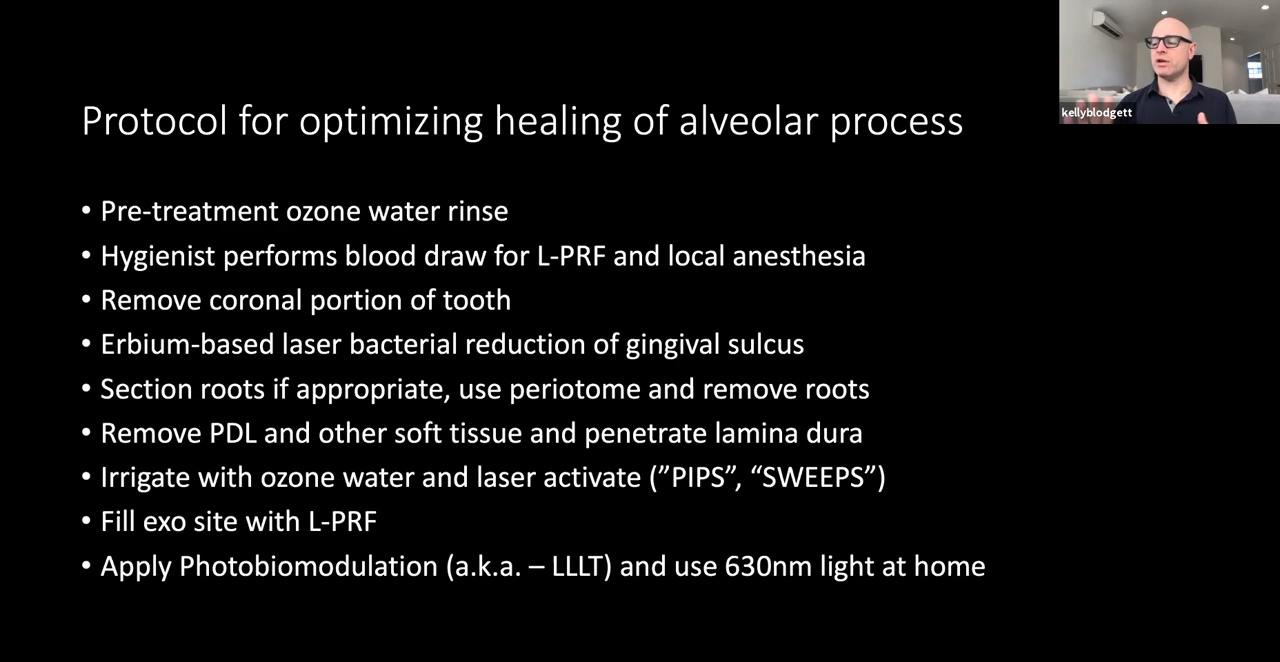 kellyblodgett
Protocol for optimizing healing of alveolar process
• Pre-treatment ozone water rinse
• Hygienist performs blood draw for L-PRF and local anesthesia
• Remove coronal portion of tooth
• Erbium-based laser bacterial reduction of gingival sulcus
• Section roots if appropriate, use periotome and remove roots
• Remove PDL and other soft tissue and penetrate lamina dura
• Irrigate with ozone water and laser activate (”PIPS”, “SWEEPS”)
• Fill exo site with L-PRF
• Apply Photobiomodulation (a.k.a. – LLLT) and use 630nm light at home